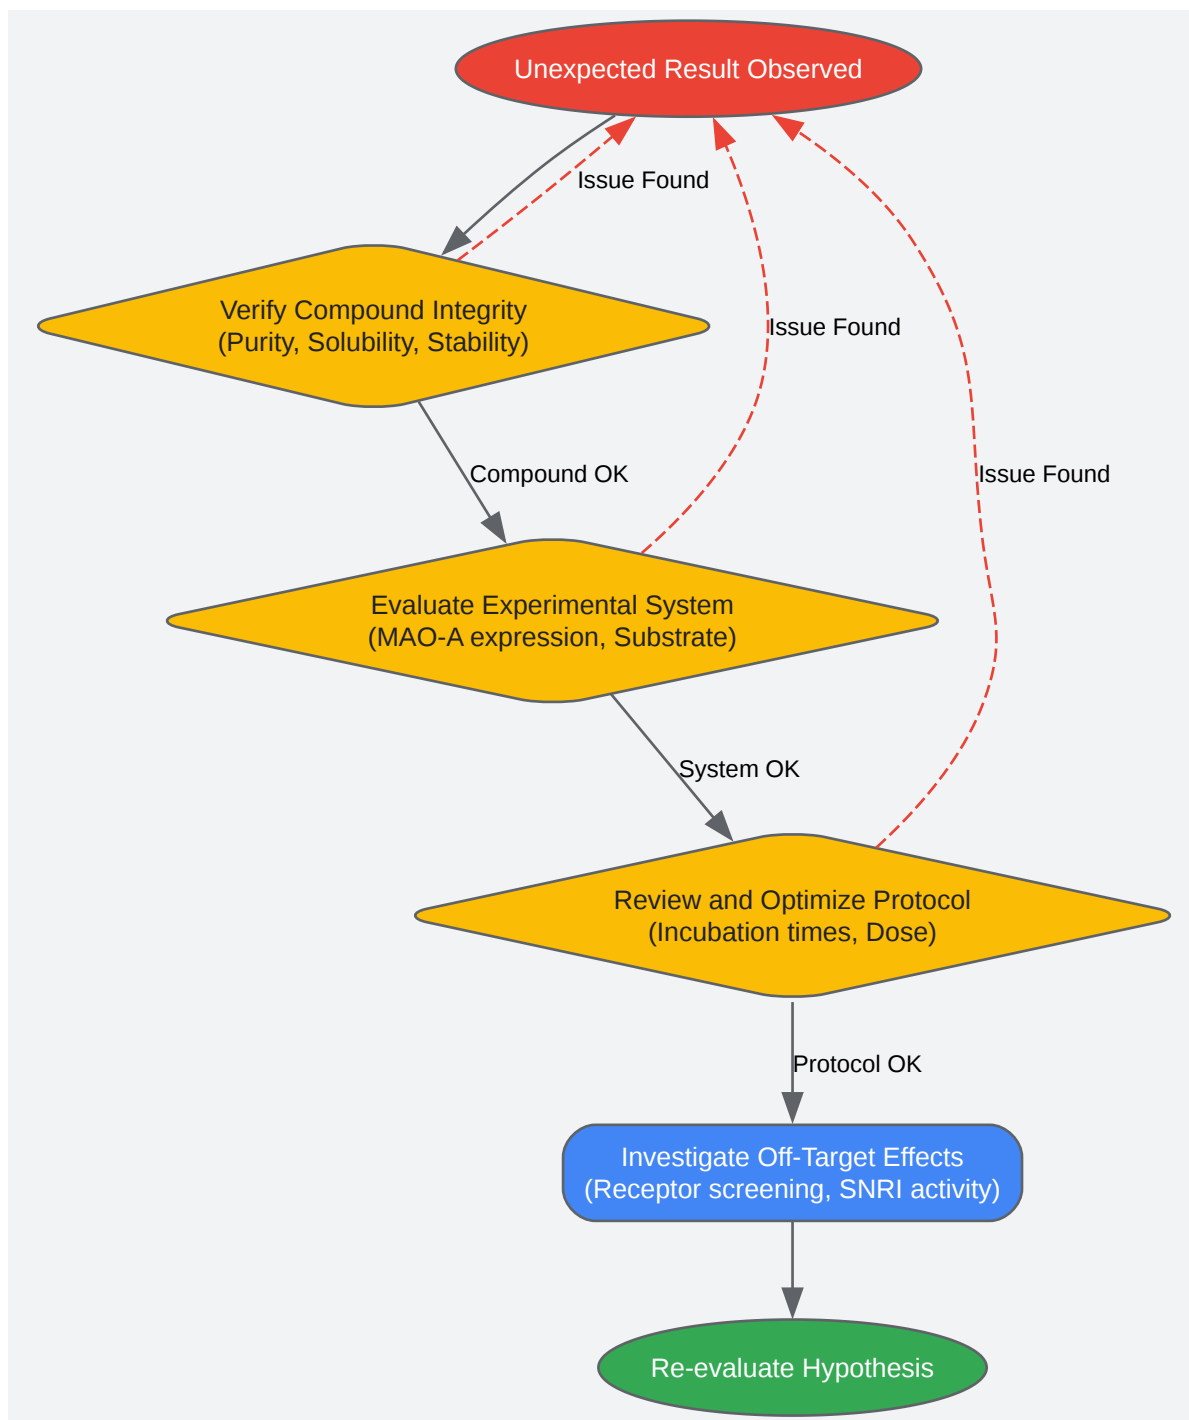 Unexpected Result Observed
Issue Found
Verify Compound Integrity
(Purity, Solubility, Stability)
Issue Found
Compound OK
Issue Found
Evaluate Experimental System
(MAO-A expression, Substrate)
System OK
Review and Optimize Protocol
(Incubation times, Dose)
Protocol OK
Investigate Off-Target Effects
(Receptor screening, SNRI activity)
Re-evaluate Hypothesis